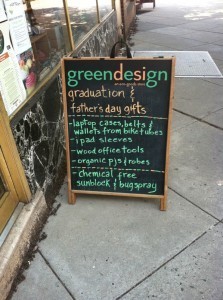 greendesign
graduation &
father's day gifts
-laptop cases, belts &
wallets from bike tubes
-ipad sleeves
-wood office tools
-organic pjs & robes
-chemical free
sunblock & bugspray